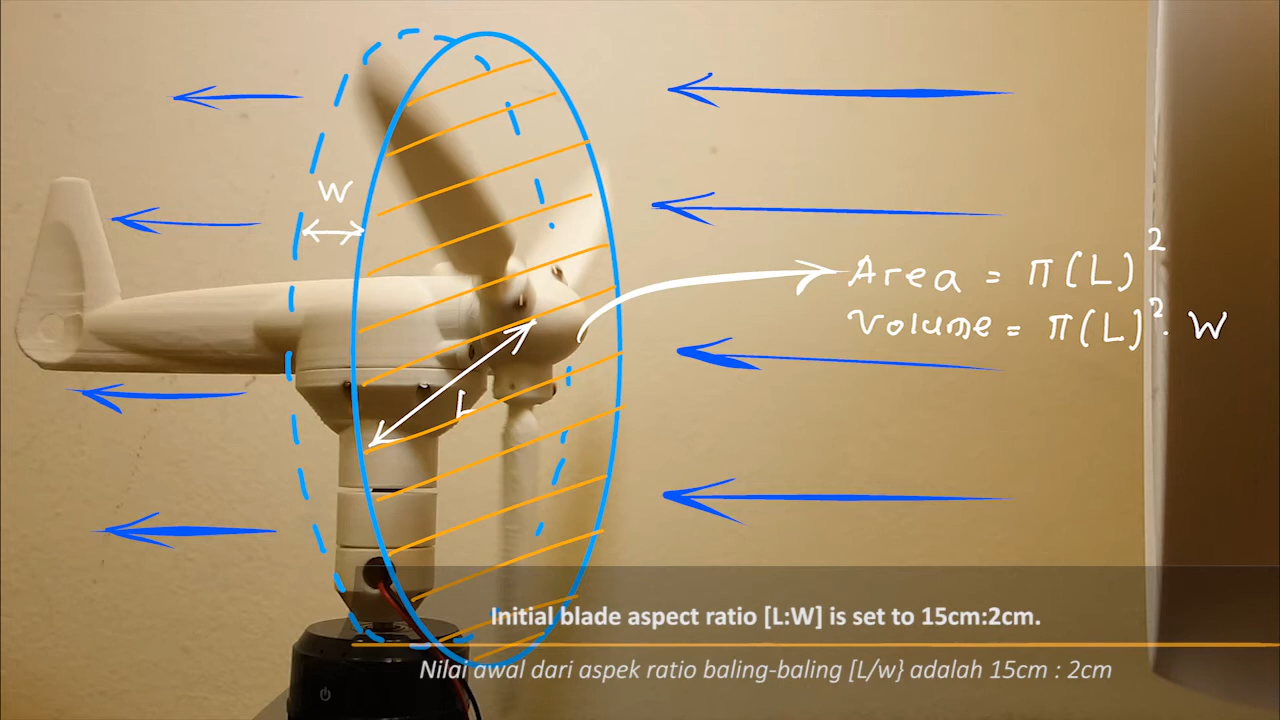 W
Area = π(L)²
Volume = π(L)² · W
L
Initial blade aspect ratio [L:W] is set to 15cm:2cm.
Nilai awal dari aspek ratio baling-baling [L/w} adalah 15cm : 2cm